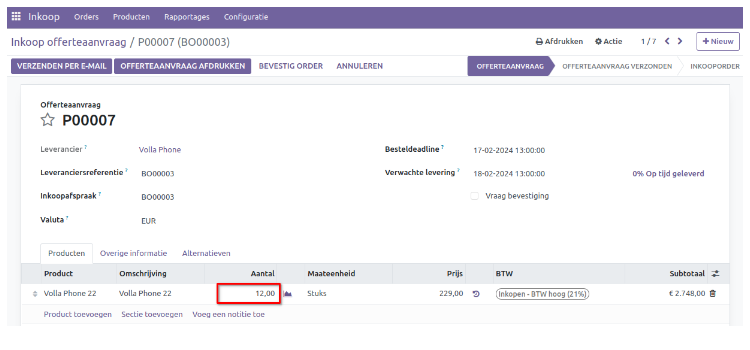 Inkoop Orders Producten Rapportages Configuratie
Inkoop offerteaanvraag / P00007 (BO00003) Afdrukken Actie 1 / 7 Nieuw
VERZENDEN PER E-MAIL OFFERTEAANVRAAG AFDRUKKEN BEVESTIG ORDER ANNULEREN OFFERTEAANVRAAG OFFERTEAANVRAAG VERZONDEN INKOOPORDER
Offerteaanvraag
P00007
Leverancier ? Volla Phone Besteldeadline ? 17-02-2024 13:00:00
Leveranciersreferentie ? BO00003 Verwachte levering ? 18-02-2024 13:00:00 0% Op tijd geleverd
Inkoopafspraak ? BO00003 Vraag bevestiging
Valuta ? EUR
Producten Overige informatie Alternatieven
Product Omschrijving Aantal Maateenheid Prijs BTW Subtotaal
Volla Phone 22 Volla Phone 22 12,00 Stuks 229,00 Inkopen - BTW hoog (21%) € 2.748,00
Product toevoegen Sectie toevoegen Voeg een notitie toe